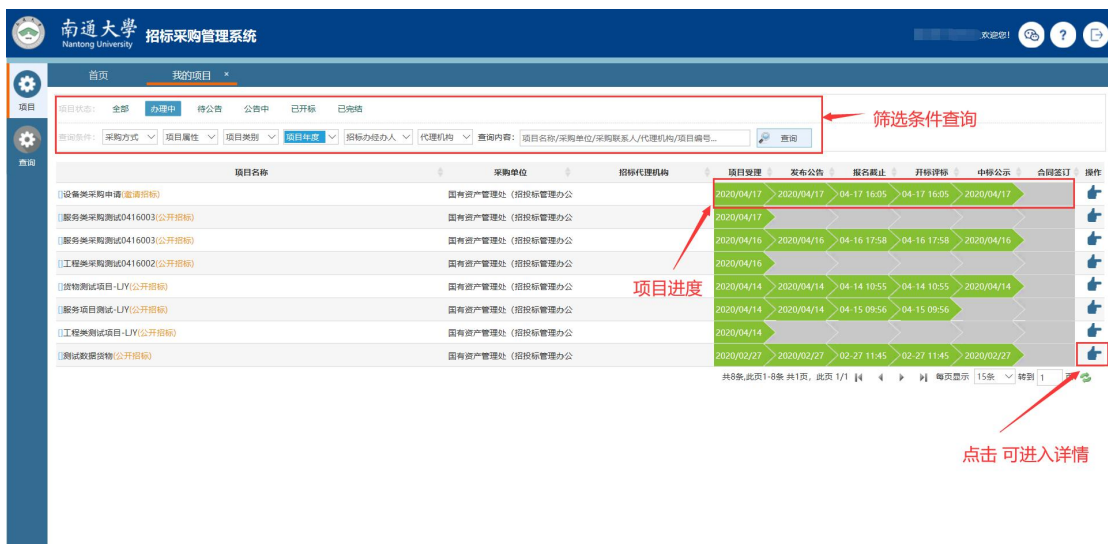 南通大學 招标采购管理系统 欢迎您!
Nantong University
首页 我的项目 ×
项目
查询
项目状态: 全部 办理中 待公告 公告中 已开标 已完结
查询条件: 采购方式 项目属性 项目类别 项目年度 招标办经办人 代理机构 查询内容: 项目名称/采购单位/采购联系人/代理机构/项目编号... 查询
筛选条件查询
项目名称 采购单位 招标代理机构 项目受理 发布公告 报名截止 开标评标 中标公示 合同签订 操作
[]设备类采购申请(邀请招标) 国有资产管理处（招投标管理办公 2020/04/17 2020/04/17 04-17 16:05 04-17 16:05 2020/04/17
[]服务类采购测试0416003(公开招标) 国有资产管理处（招投标管理办公 2020/04/17
[]服务类采购测试0416003(公开招标) 国有资产管理处（招投标管理办公 2020/04/16 2020/04/16 04-16 17:58 04-16 17:58 2020/04/16
[]工程类采购测试0416002(公开招标) 国有资产管理处（招投标管理办公 2020/04/16
[]货物测试项目-LJY(公开招标) 国有资产管理处（招投标管理办公 2020/04/14 2020/04/14 04-14 10:55 04-14 10:55 2020/04/14
项目进度
[]服务项目测试-LJY(公开招标) 国有资产管理处（招投标管理办公 2020/04/14 2020/04/14 04-15 09:56 04-15 09:56
[]工程类测试项目-LJY(公开招标) 国有资产管理处（招投标管理办公 2020/04/14
[]测试数据货物(公开招标) 国有资产管理处（招投标管理办公 2020/02/27 2020/02/27 02-27 11:45 02-27 11:45 2020/02/27
共8条,此页1-8条 共1页, 此页 1/1 每页显示 15条 转到 1 页
点击 可进入详情